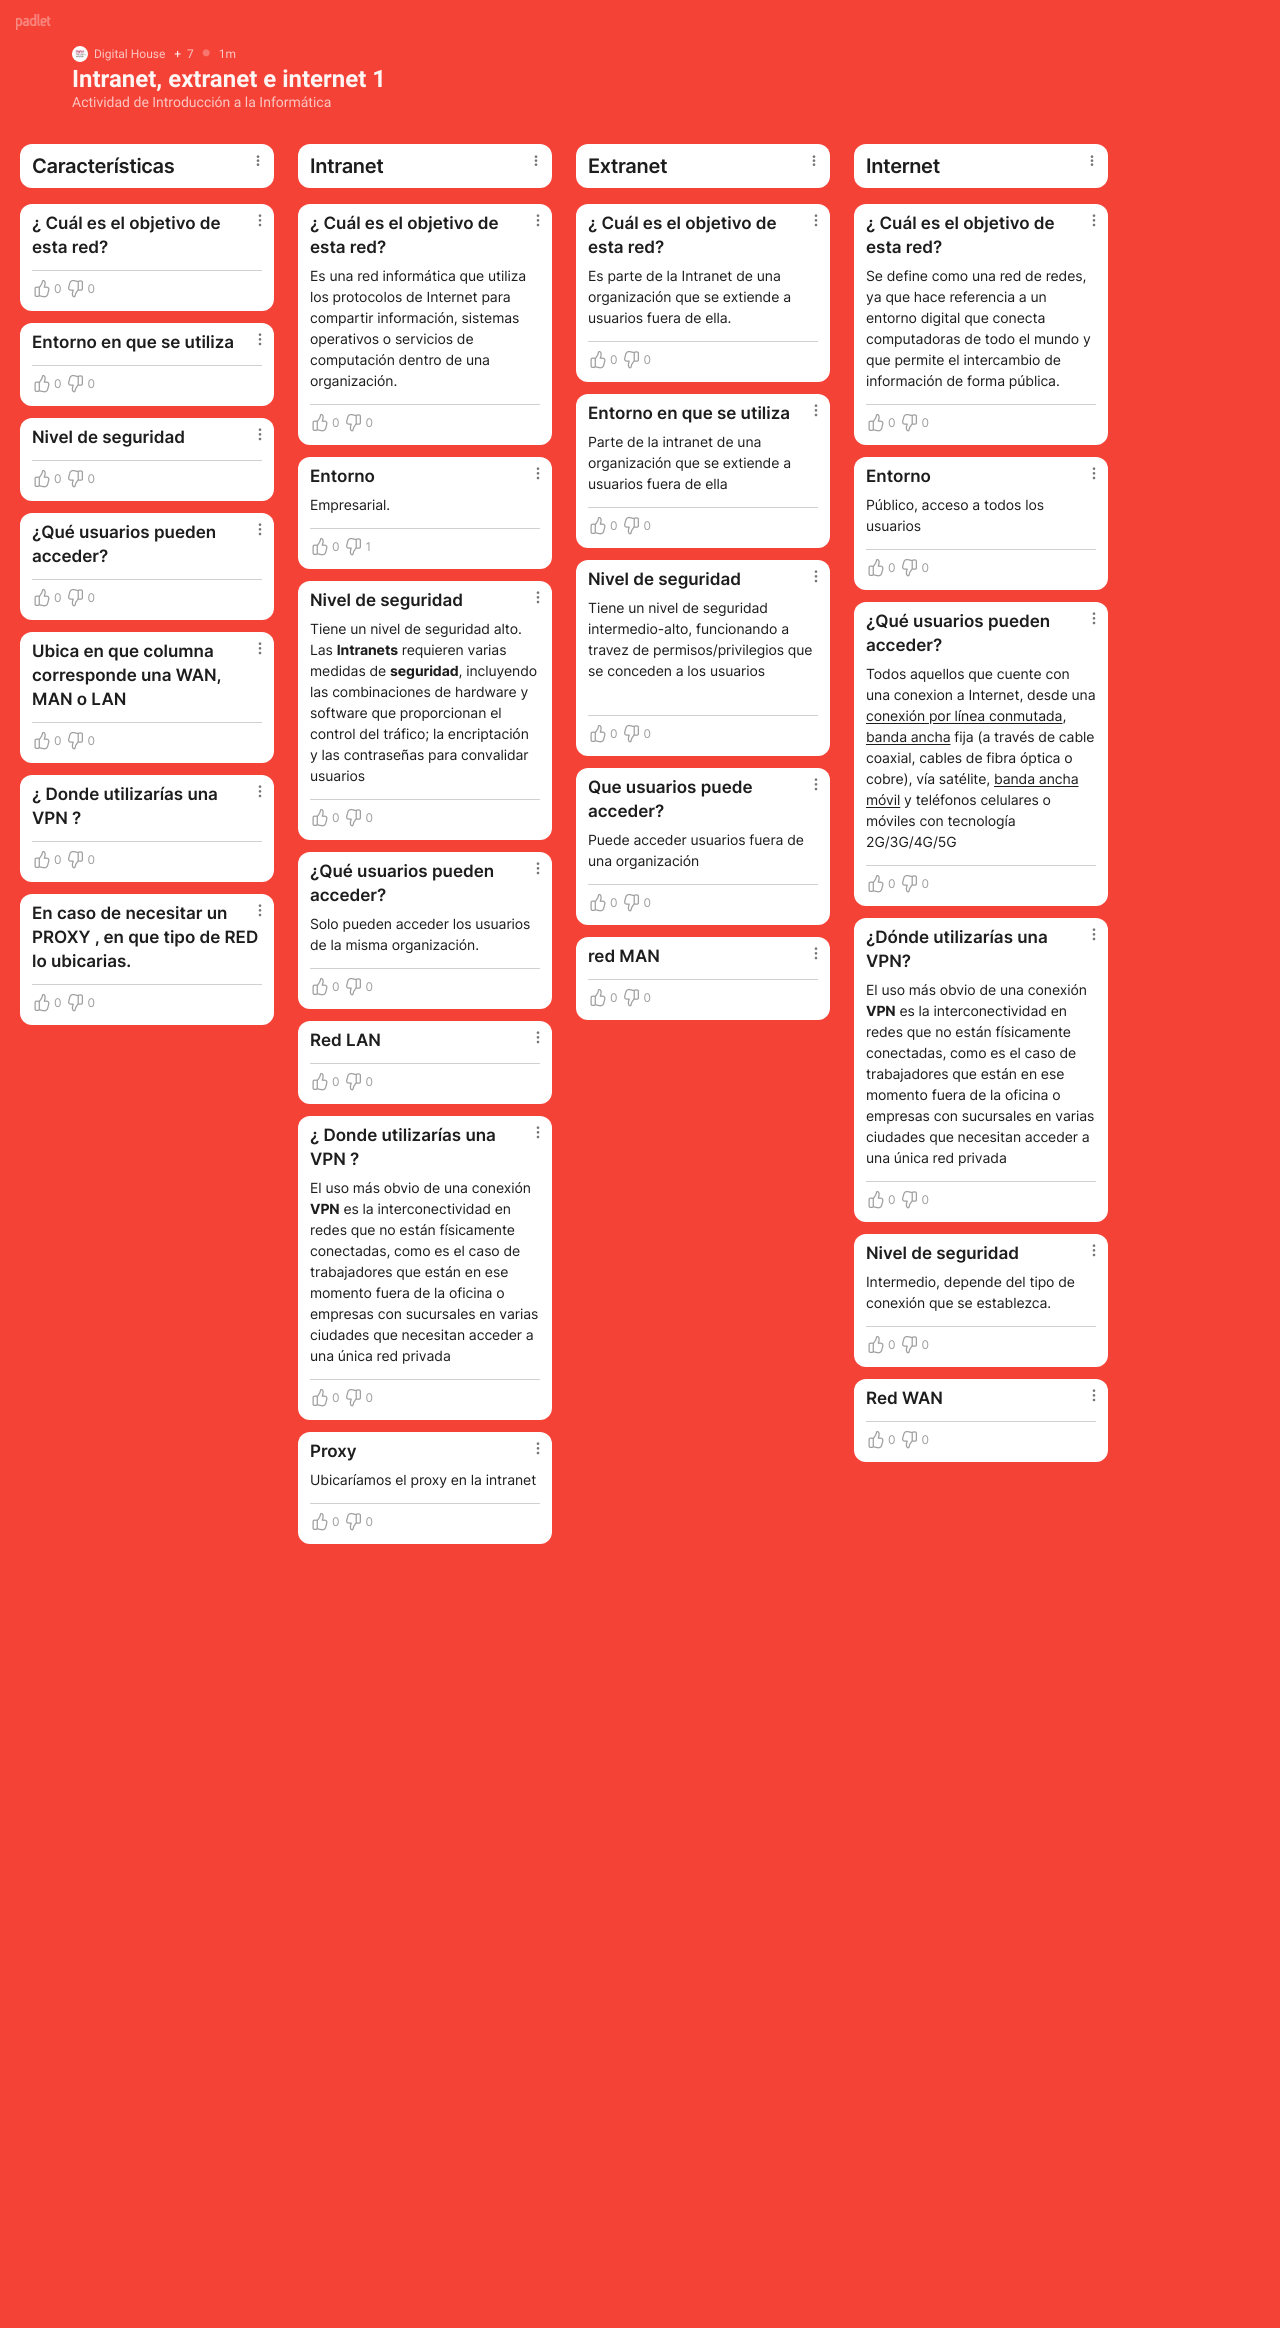 padlet
Digital House + 7 1m
Intranet, extranet e internet 1
Actividad de Introducción a la Informática
Características
¿ Cuál es el objetivo de
esta red?
0 0
Entorno en que se utiliza
0 0
Nivel de seguridad
0 0
¿Qué usuarios pueden
acceder?
0 0
Ubica en que columna
corresponde una WAN,
MAN o LAN
0 0
¿ Donde utilizarías una
VPN ?
0 0
En caso de necesitar un
PROXY , en que tipo de RED
lo ubicarias.
0 0
Intranet
¿ Cuál es el objetivo de
esta red?
Es una red informática que utiliza
los protocolos de Internet para
compartir información, sistemas
operativos o servicios de
computación dentro de una
organización.
0 0
Entorno
Empresarial.
0 1
Nivel de seguridad
Tiene un nivel de seguridad alto.
Las Intranets requieren varias
medidas de seguridad, incluyendo
las combinaciones de hardware y
software que proporcionan el
control del tráfico; la encriptación
y las contraseñas para convalidar
usuarios
0 0
¿Qué usuarios pueden
acceder?
Solo pueden acceder los usuarios
de la misma organización.
0 0
Red LAN
0 0
¿ Donde utilizarías una
VPN ?
El uso más obvio de una conexión
VPN es la interconectividad en
redes que no están físicamente
conectadas, como es el caso de
trabajadores que están en ese
momento fuera de la oficina o
empresas con sucursales en varias
ciudades que necesitan acceder a
una única red privada
0 0
Proxy
Ubicaríamos el proxy en la intranet
0 0
Extranet
¿ Cuál es el objetivo de
esta red?
Es parte de la Intranet de una
organización que se extiende a
usuarios fuera de ella.
0 0
Entorno en que se utiliza
Parte de la intranet de una
organización que se extiende a
usuarios fuera de ella
0 0
Nivel de seguridad
Tiene un nivel de seguridad
intermedio-alto, funcionando a
travez de permisos/privilegios que
se conceden a los usuarios
0 0
Que usuarios puede
acceder?
Puede acceder usuarios fuera de
una organización
0 0
red MAN
0 0
Internet
¿ Cuál es el objetivo de
esta red?
Se define como una red de redes,
ya que hace referencia a un
entorno digital que conecta
computadoras de todo el mundo y
que permite el intercambio de
información de forma pública.
0 0
Entorno
Público, acceso a todos los
usuarios
0 0
¿Qué usuarios pueden
acceder?
Todos aquellos que cuente con
una conexion a Internet, desde una
conexión por línea conmutada,
banda ancha fija (a través de cable
coaxial, cables de fibra óptica o
cobre), vía satélite, banda ancha
móvil y teléfonos celulares o
móviles con tecnología
2G/3G/4G/5G
0 0
¿Dónde utilizarías una
VPN?
El uso más obvio de una conexión
VPN es la interconectividad en
redes que no están físicamente
conectadas, como es el caso de
trabajadores que están en ese
momento fuera de la oficina o
empresas con sucursales en varias
ciudades que necesitan acceder a
una única red privada
0 0
Nivel de seguridad
Intermedio, depende del tipo de
conexión que se establezca.
0 0
Red WAN
0 0